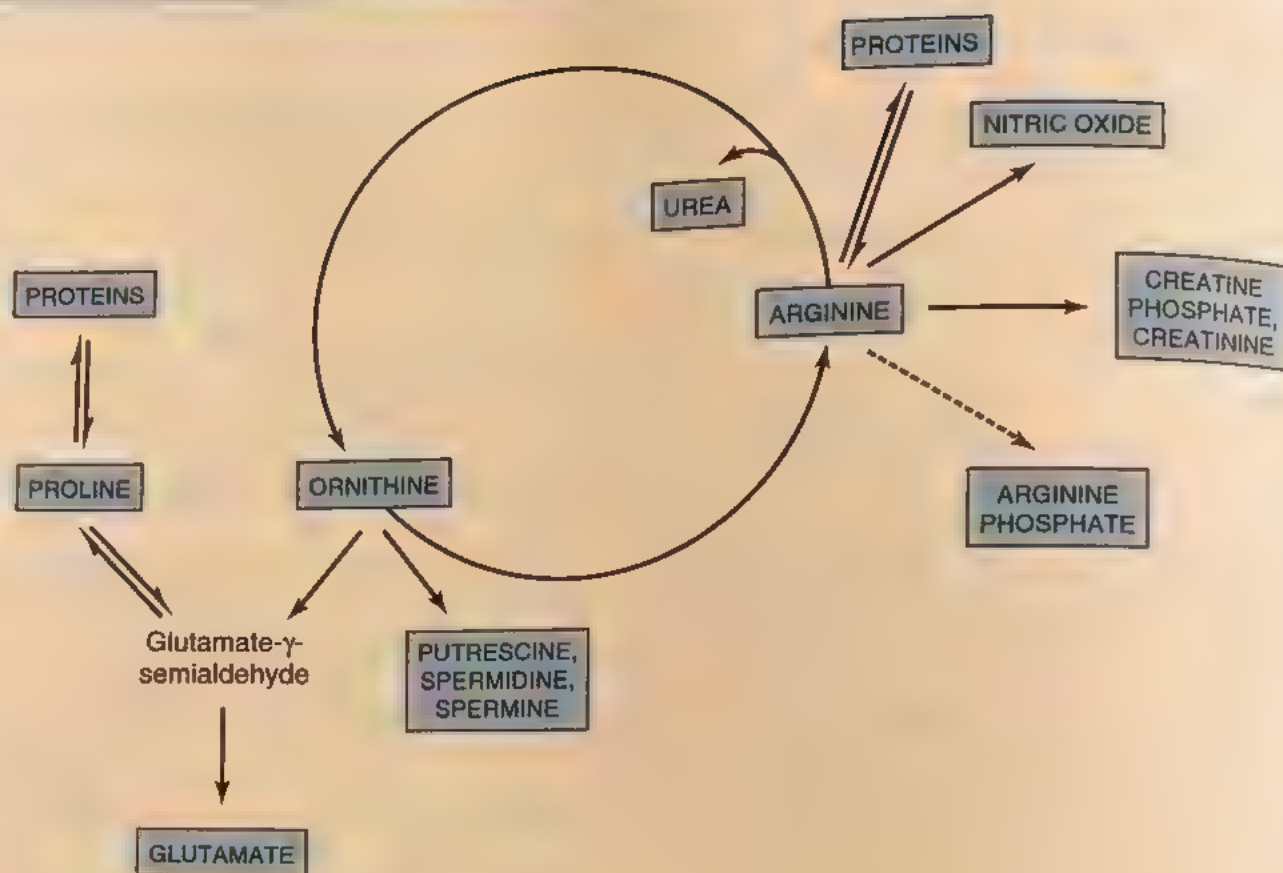 PROTEINS
NITRIC OXIDE
UREA
PROTEINS
ARGININE
CREATINE
PHOSPHATE,
CREATININE
PROLINE
ORNITHINE
ARGININE
PHOSPHATE
Glutamate-γ-
semialdehyde
PUTRESCINE,
SPERMIDINE,
SPERMINE
GLUTAMATE